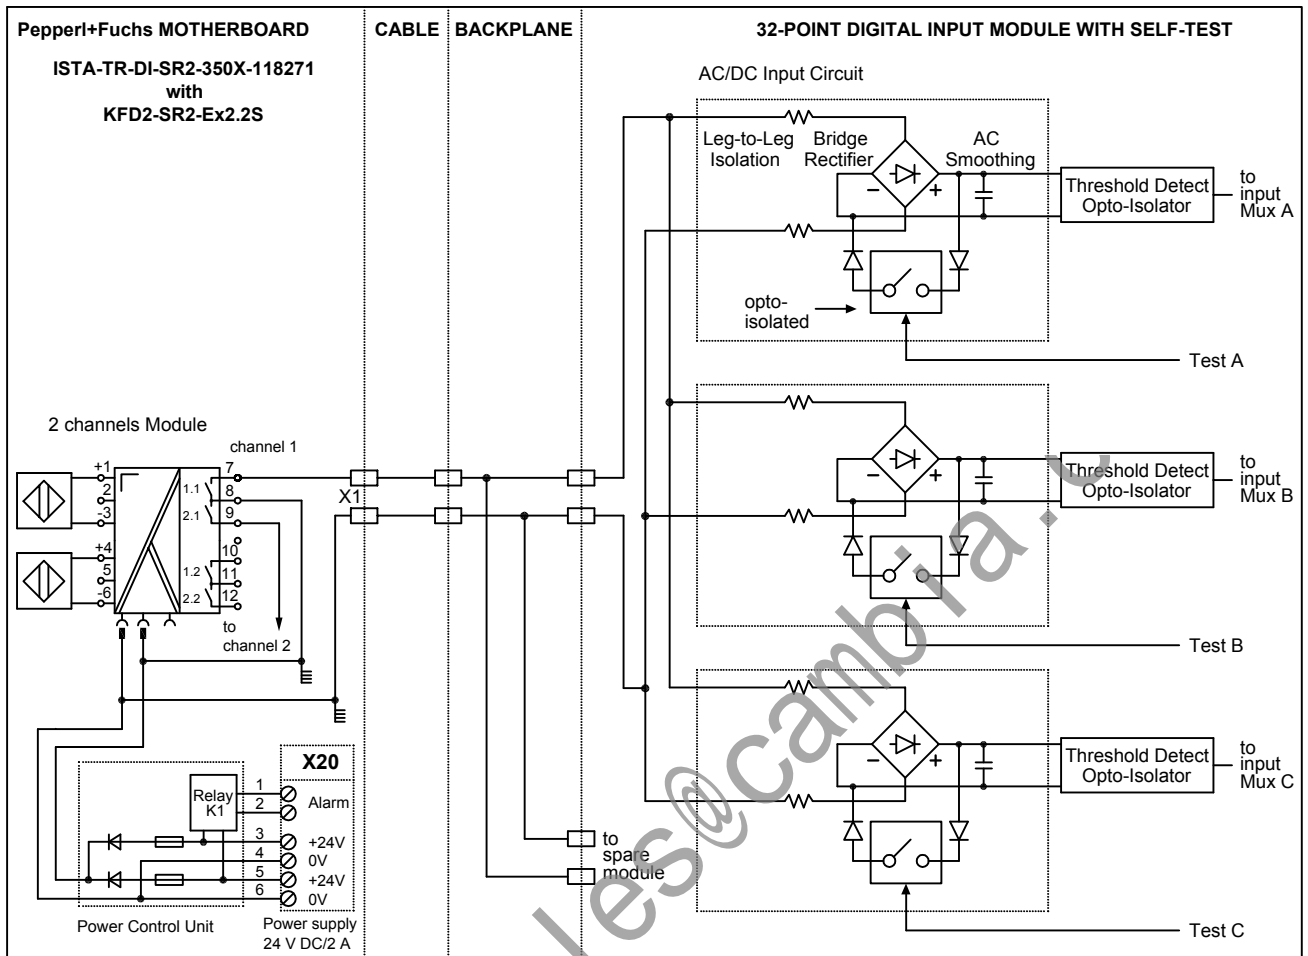 Pepperl+Fuchs MOTHERBOARD
CABLE
BACKPLANE
32-POINT DIGITAL INPUT MODULE WITH SELF-TEST
ISTA-TR-DI-SR2-350X-118271
with
KFD2-SR2-Ex2.2S
AC/DC Input Circuit
Leg-to-Leg
Isolation
Bridge
Rectifier
AC
Smoothing
- +
Threshold Detect
Opto-Isolator
to
input
Mux A
opto-
isolated
Test A
2 channels Module
channel 1
+1
2
-3
+4
5
-6
1.1
2.1
1.2
2.2
7
8
9
10
11
12
to
channel 2
X1
- +
Threshold Detect
Opto-Isolator
to
input
Mux B
Test B
- +
Threshold Detect
Opto-Isolator
to
input
Mux C
Test C
to
spare
module
Relay
K1
X20
1
2
Alarm
3 +24V
4 0V
5 +24V
6 0V
Power Control Unit
Power supply
24 V DC/2 A
les@cambia.c